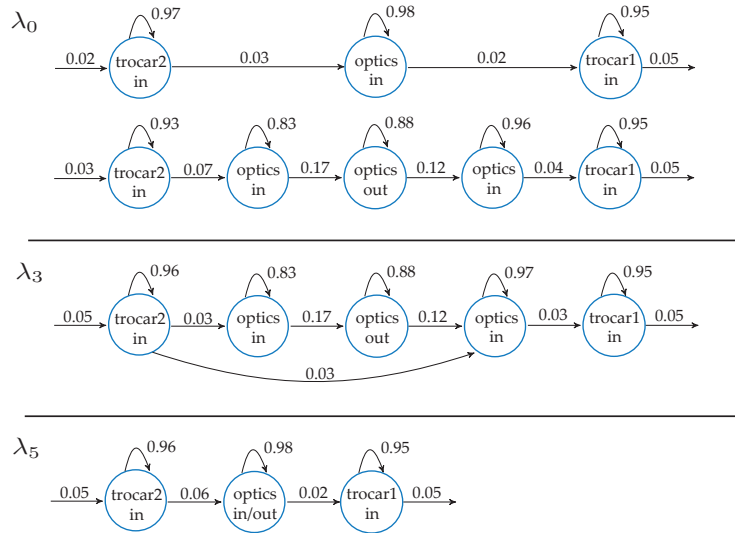 λ0
0.97 0.98 0.95
0.02 trocar2 in 0.03 optics in 0.02 trocar1 in 0.05
0.93 0.83 0.88 0.96 0.95
0.03 trocar2 in 0.07 optics in 0.17 optics out 0.12 optics in 0.04 trocar1 in 0.05
λ3
0.96 0.83 0.88 0.97 0.95
0.05 trocar2 in 0.03 optics in 0.17 optics out 0.12 optics in 0.03 trocar1 in 0.05
0.03
λ5
0.96 0.98 0.95
0.05 trocar2 in 0.06 optics in/out 0.02 trocar1 in 0.05